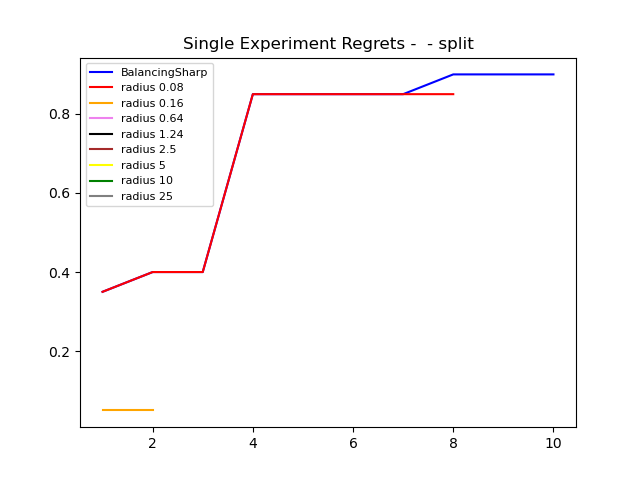 Single Experiment Regrets -  - split
BalancingSharp
radius 0.08
radius 0.16
radius 0.64
radius 1.24
radius 2.5
radius 5
radius 10
radius 25
0.8
0.6
0.4
0.2
2
4
6
8
10